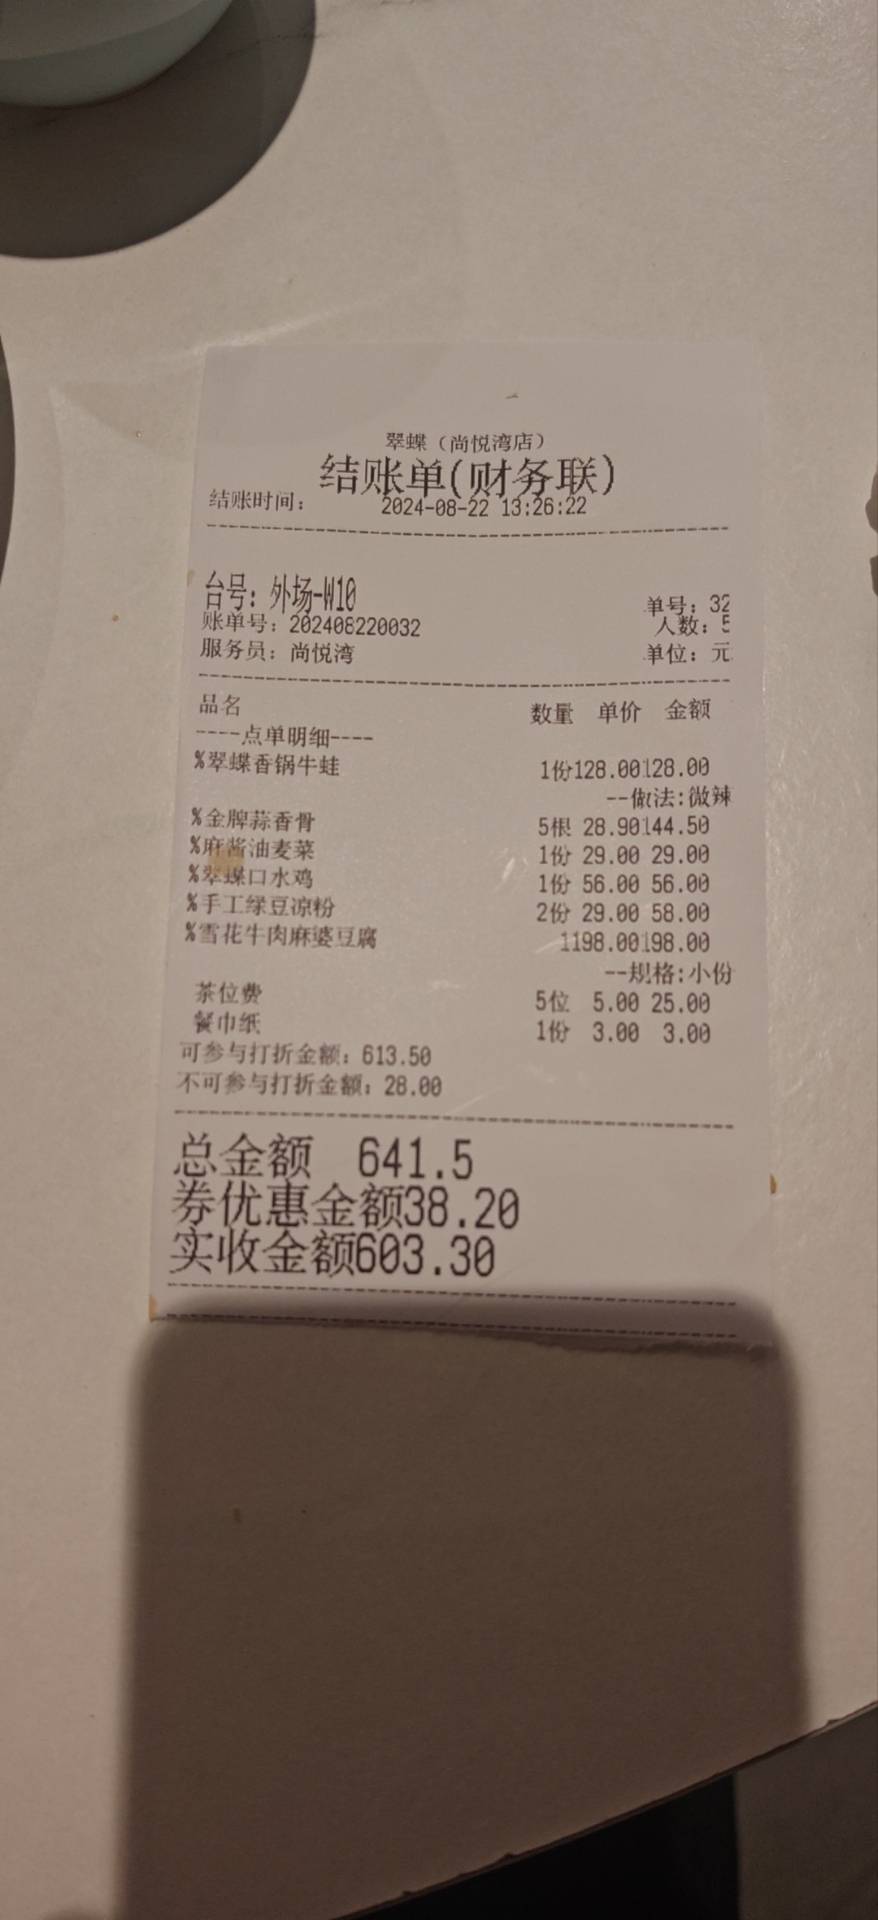 翠蝶（尚悦湾店）
结账单(财务联)
结账时间： 2024-08-22 13:26:22
台号：外场-W10
单号：32
账单号：202408220032 人数：5
服务员：尚悦湾 单位：元
品名 数量 单价 金额
----点单明细----
%翠蝶香锅牛蛙 1份128.00128.00
--做法:微辣
%金牌蒜香骨 5根 28.90144.50
%麻酱油麦菜 1份 29.00 29.00
%翠蝶口水鸡 1份 56.00 56.00
%手工绿豆凉粉 2份 29.00 58.00
%雪花牛肉麻婆豆腐 1198.00198.00
--规格:小份
茶位费 5位 5.00 25.00
餐巾纸 1份 3.00 3.00
可参与打折金额：613.50
不可参与打折金额：28.00
总金额 641.5
券优惠金额38.20
实收金额603.30